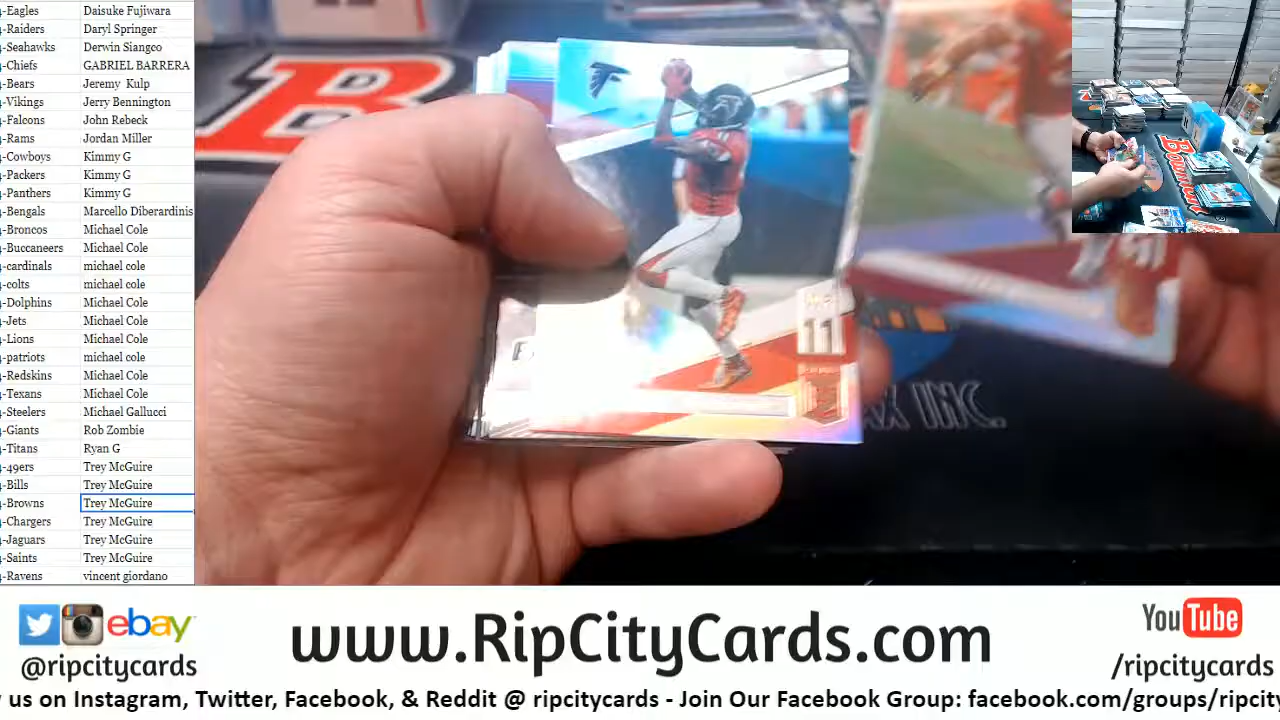 -Eagles Daisuke Fujiwara
-Raiders Daryl Springer
-Seahawks Derwin Siangco
-Chiefs GABRIEL BARRERA
-Bears Jeremy Kulp
-Vikings Jerry Bennington
-Falcons John Rebeck
-Rams Jordan Miller
-Cowboys Kimmy G
-Packers Kimmy G
-Panthers Kimmy G
-Bengals Marcello Diberardinis
-Broncos Michael Cole
-Buccaneers Michael Cole
-cardinals michael cole
-colts michael cole
-Dolphins Michael Cole
-Jets Michael Cole
-Lions Michael Cole
-patriots michael cole
-Redskins Michael Cole
-Texans Michael Cole
-Steelers Michael Gallucci
-Giants Rob Zombie
-Titans Ryan G
-49ers Trey McGuire
-Bills Trey McGuire
-Browns Trey McGuire
-Chargers Trey McGuire
-Jaguars Trey McGuire
-Saints Trey McGuire
-Ravens vincent giordano
11
INC.
BOWMAN
ebay
@ripcitycards
www.RipCityCards.com
YouTube
/ripcitycards
us on Instagram, Twitter, Facebook, & Reddit @ ripcitycards - Join Our Facebook Group: facebook.com/groups/ripcity